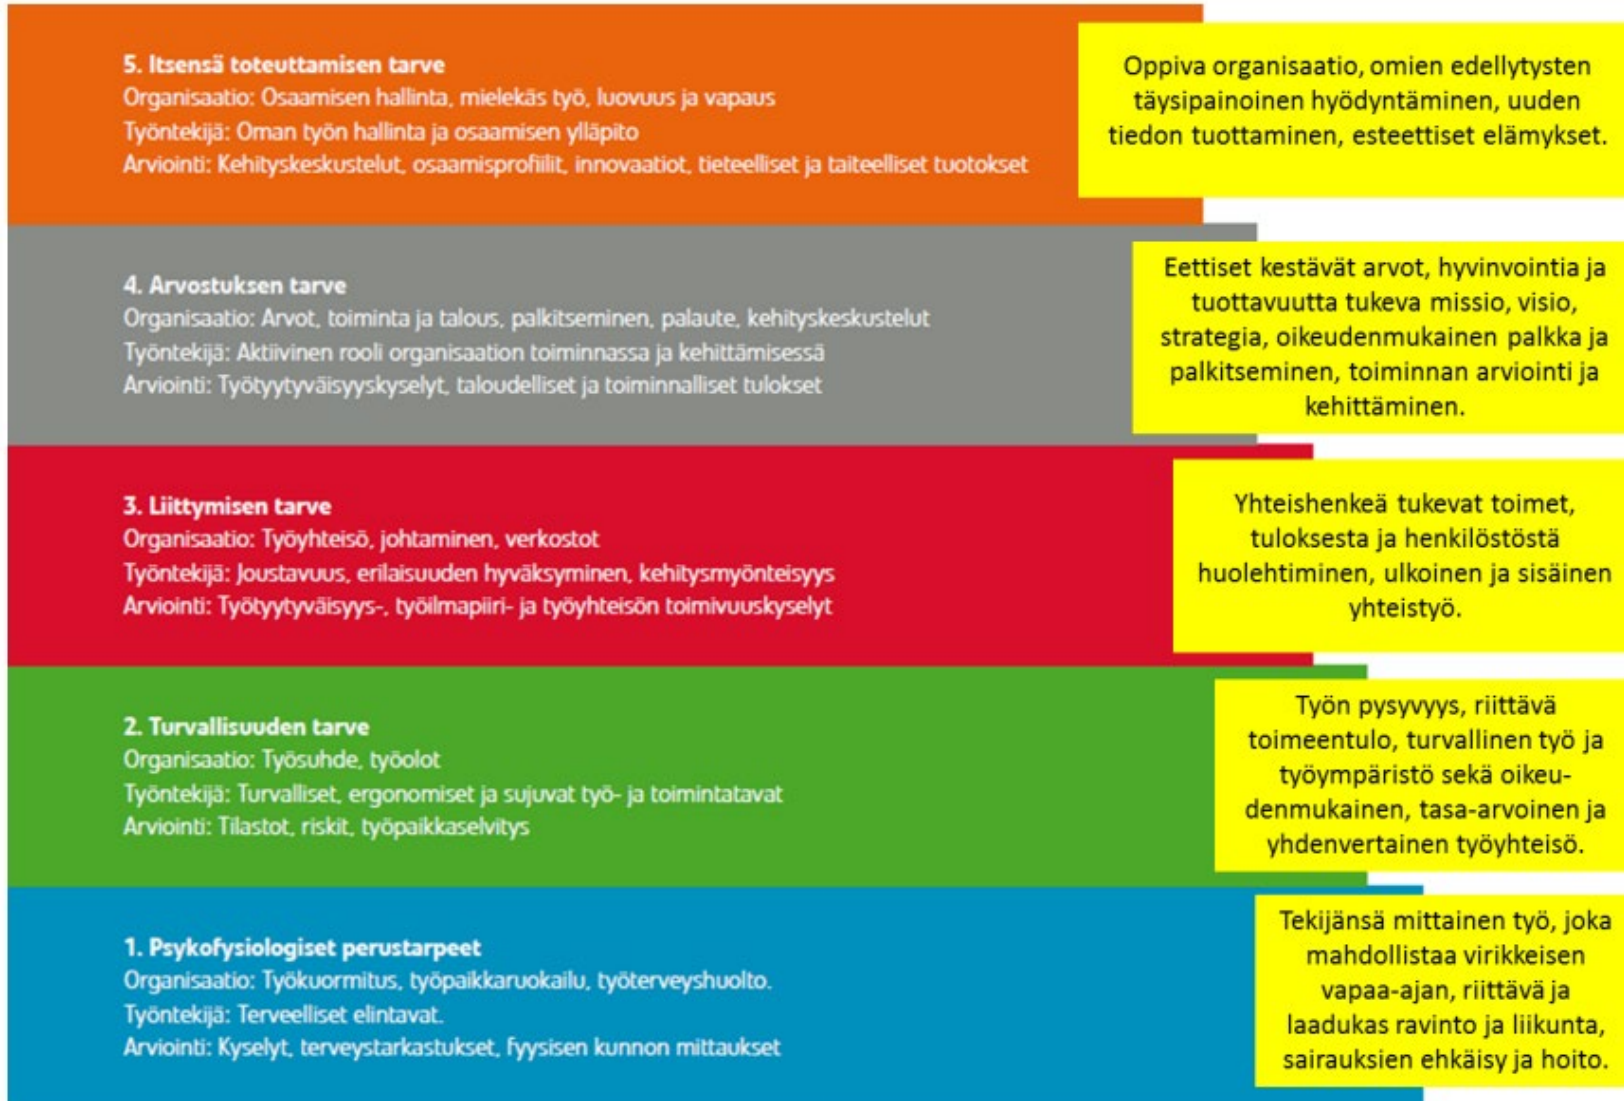 5. Itsensä toteuttamisen tarve
Organisaatio: Osaamisen hallinta, mielekäs työ, luovuus ja vapaus
Työntekijä: Oman työn hallinta ja osaamisen ylläpito
Arviointi: Kehityskeskustelut, osaamisprofiilit, innovaatiot, tieteelliset ja taiteelliset tuotokset
Oppiva organisaatio, omien edellytysten
täysipainoinen hyödyntäminen, uuden
tiedon tuottaminen, esteettiset elämykset.
4. Arvostuksen tarve
Organisaatio: Arvot, toiminta ja talous, palkitseminen, palaute, kehityskeskustelut
Työntekijä: Aktiivinen rooli organisaation toiminnassa ja kehittämisessä
Arviointi: Työtyytyväisyyskyselyt, taloudelliset ja toiminnalliset tulokset
Eettiset kestävät arvot, hyvinvointia ja
tuottavuutta tukeva missio, visio,
strategia, oikeudenmukainen palkka ja
palkitseminen, toiminnan arviointi ja
kehittäminen.
3. Liittymisen tarve
Organisaatio: Työyhteisö, johtaminen, verkostot
Työntekijä: Joustavuus, erilaisuuden hyväksyminen, kehitysmyönteisyys
Arviointi: Työtyytyväisyys-, työilmapiiri- ja työyhteisön toimivuuskyselyt
Yhteishenkeä tukevat toimet,
tuloksesta ja henkilöstöstä
huolehtiminen, ulkoinen ja sisäinen
yhteistyö.
2. Turvallisuuden tarve
Organisaatio: Työsuhde, työolot
Työntekijä: Turvalliset, ergonomiset ja sujuvat työ- ja toimintatavat
Arviointi: Tilastot, riskit, työpaikkaselvitys
Työn pysyvyys, riittävä
toimeentulo, turvallinen työ ja
työympäristö sekä oikeu-
denmukainen, tasa-arvoinen ja
yhdenvertainen työyhteisö.
1. Psykofysiologiset perustarpeet
Organisaatio: Työkuormitus, työpaikkaruokailu, työterveyshuolto.
Työntekijä: Terveelliset elintavat.
Arviointi: Kyselyt, terveystarkastukset, fyysisen kunnon mittaukset
Tekijänsä mittainen työ, joka
mahdollistaa virikkeisen
vapaa-ajan, riittävä ja
laadukas ravinto ja liikunta,
sairauksien ehkäisy ja hoito.